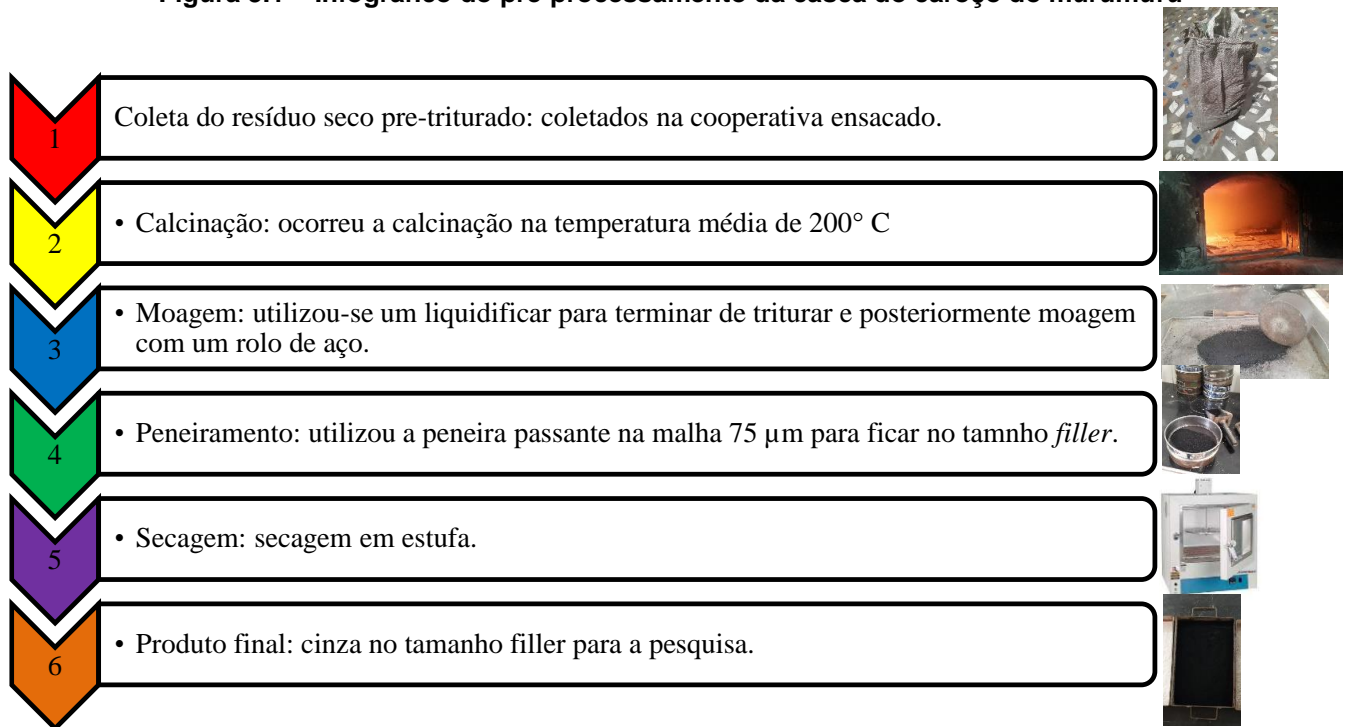 1
Coleta do resíduo seco pre-triturado: coletados na cooperativa ensacado.
2
• Calcinação: ocorreu a calcinação na temperatura média de 200° C
3
• Moagem: utilizou-se um liquidificar para terminar de triturar e posteriormente moagem
com um rolo de aço.
4
• Peneiramento: utilizou a peneira passante na malha 75 µm para ficar no tamnho filler.
5
• Secagem: secagem em estufa.
6
• Produto final: cinza no tamanho filler para a pesquisa.